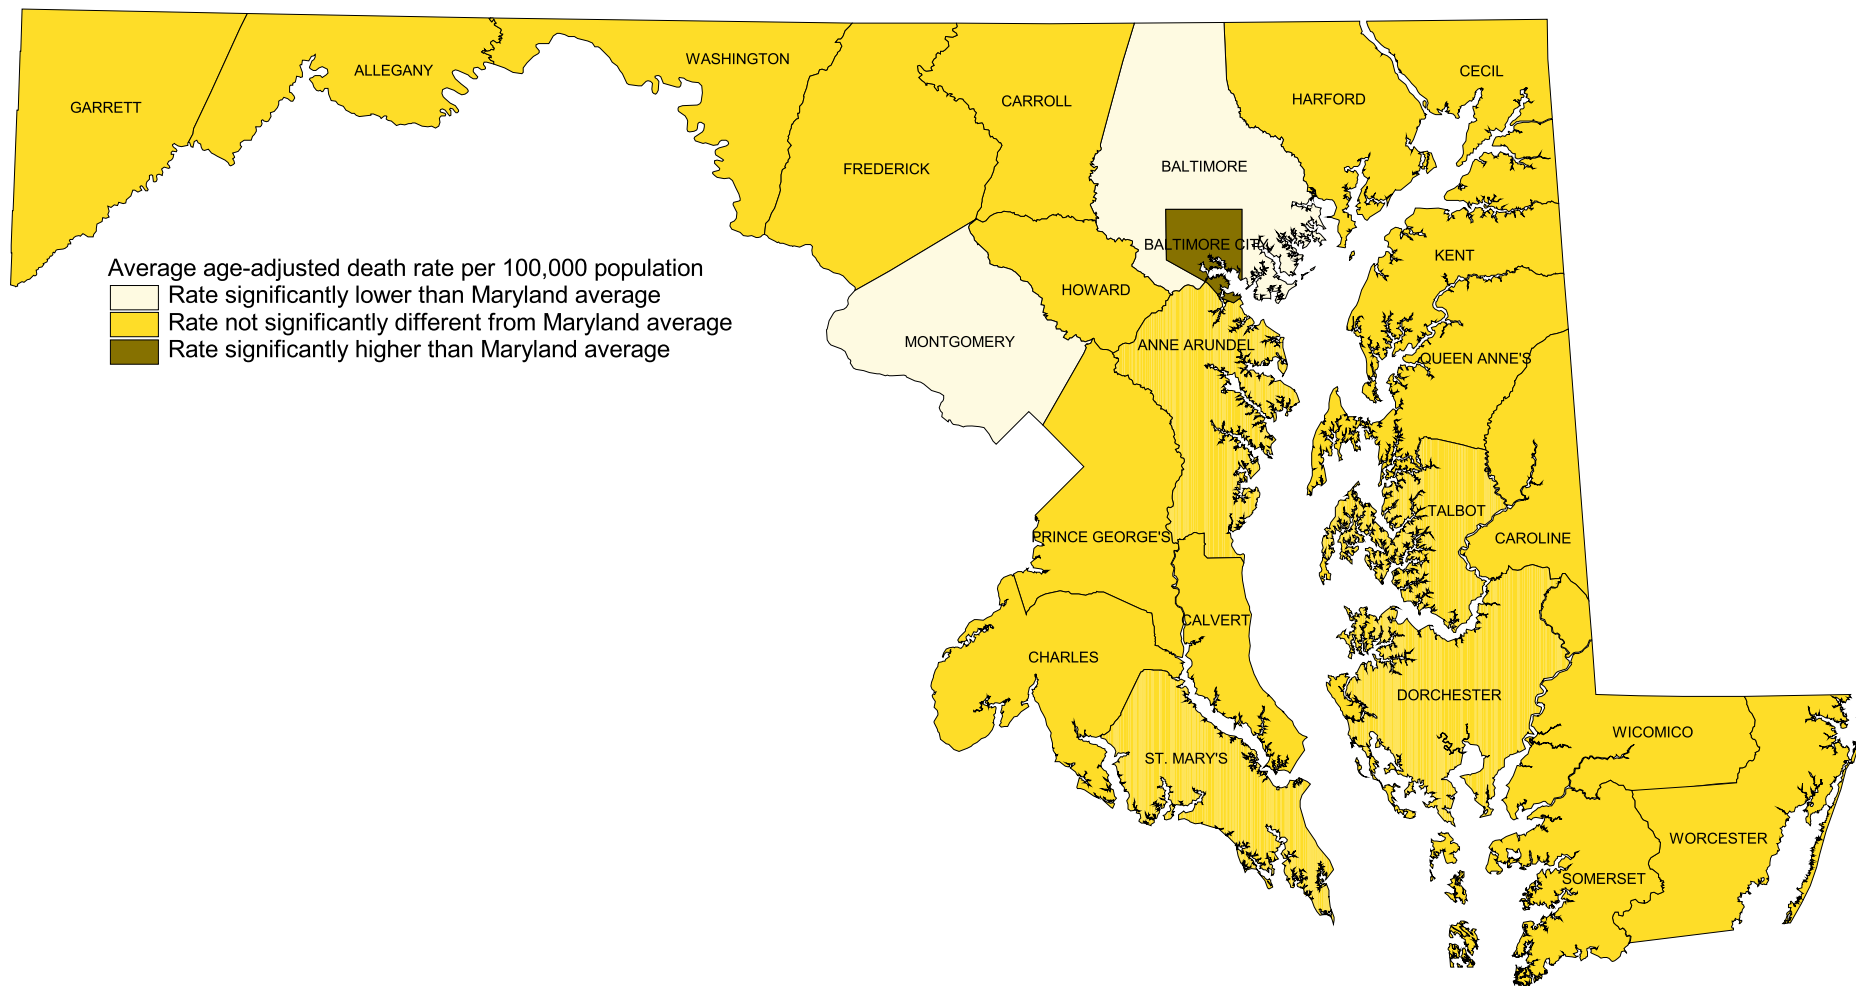 GARRETT
ALLEGANY
WASHINGTON
FREDERICK
CARROLL
BALTIMORE
HARFORD
CECIL
BALTIMORE CITY
KENT
HOWARD
MONTGOMERY
ANNE ARUNDEL
QUEEN ANNE'S
PRINCE GEORGE'S
TALBOT
CAROLINE
CALVERT
CHARLES
ST. MARY'S
DORCHESTER
WICOMICO
WORCESTER
SOMERSET
Average age-adjusted death rate per 100,000 population
Rate significantly lower than Maryland average
Rate not significantly different from Maryland average
Rate significantly higher than Maryland average